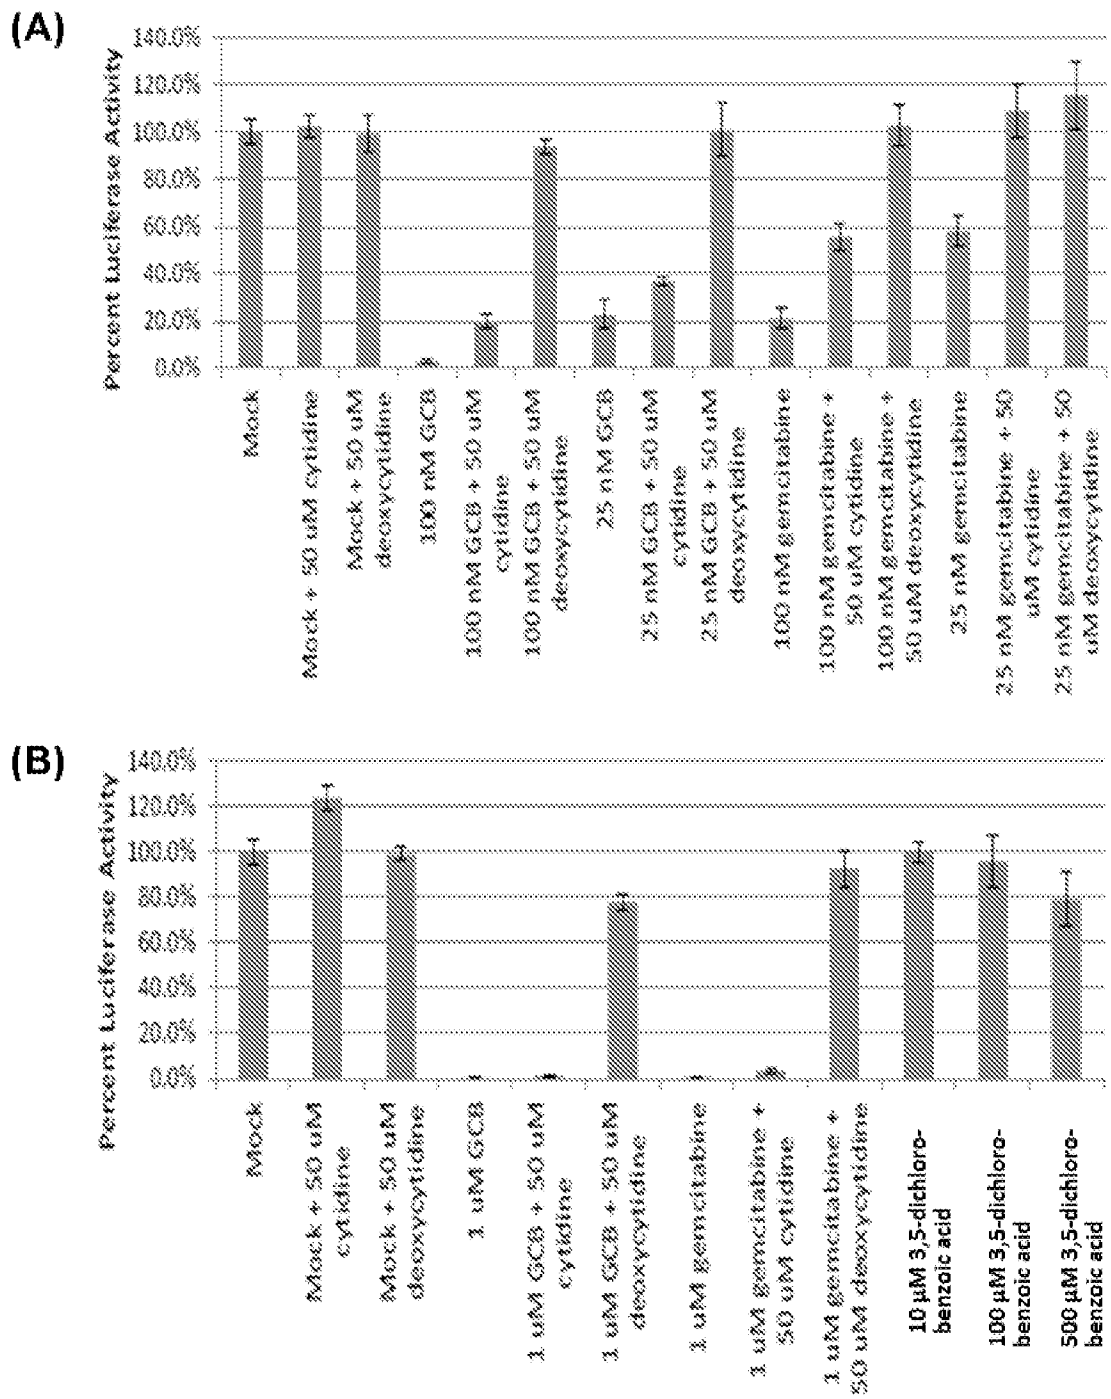 (A)
Percent Luciferase Activity
140.0%
120.0%
100.0%
80.0%
60.0%
40.0%
20.0%
0.0%
Mock
Mock + 50 uM cytidine
Mock + 50 uM
deoxycytidine
100 nM GCB
100 nM GCB + 50 uM
cytidine
100 nM GCB + 50 uM
deoxycytidine
25 nM GCB
25 nM GCB + 50 uM
cytidine
25 nM GCB + 50 uM
deoxycytidine
100 nM gemcitabine
100 nM gemcitabine +
50 uM cytidine
100 nM gemcitabine +
50 uM deoxycytidine
25 nM gemcitabine
25 nM gemcitabine + 50
uM cytidine
25 nM gemcitabine + 50
uM deoxycytidine
(B)
Percent Luciferase Activity
140.0%
120.0%
100.0%
80.0%
60.0%
40.0%
20.0%
0.0%
Mock
Mock + 50 uM
cytidine
Mock + 50 uM
deoxycytidine
1 uM GCB
1 uM GCB + 50 uM
cytidine
1 uM GCB + 50 uM
deoxycytidine
1 uM gemcitabine
1 uM gemcitabine +
50 uM cytidine
1 uM gemcitabine +
50 uM deoxycytidine
10 µM 3,5-dichloro-
benzoic acid
100 µM 3,5-dichloro-
benzoic acid
500 µM 3,5-dichloro-
benzoic acid